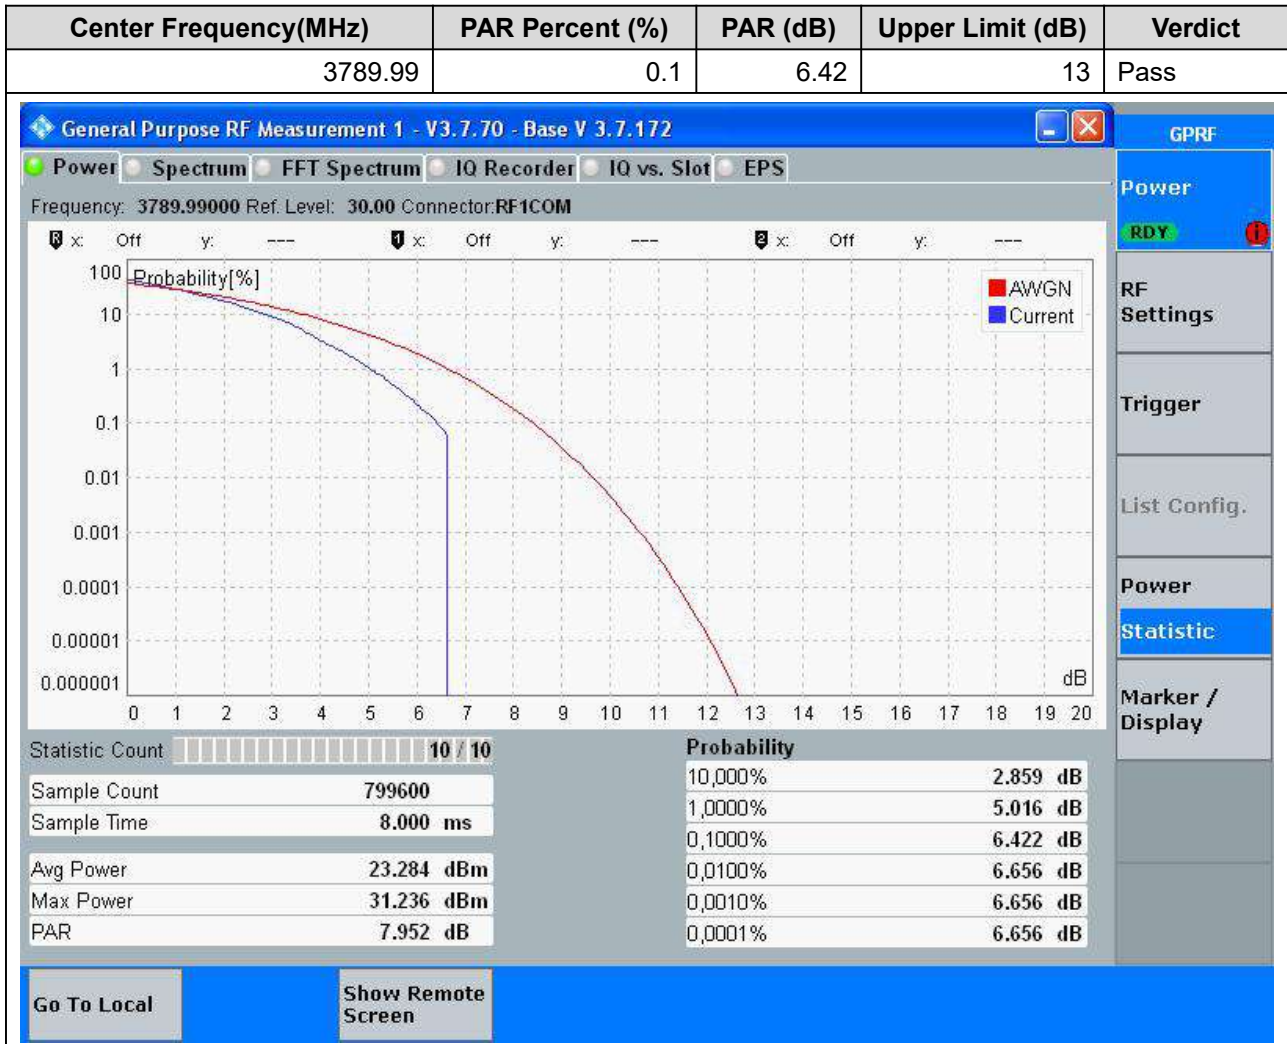 Center Frequency(MHz) PAR Percent (%) PAR (dB) Upper Limit (dB) Verdict
3789.99 0.1 6.42 13 Pass
General Purpose RF Measurement 1 - V3.7.70 - Base V 3.7.172
GPRF
Power Spectrum FFT Spectrum IQ Recorder IQ vs. Slot EPS
Power
RDY
Frequency: 3789.99000 Ref. Level: 30.00 Connector:RF1COM
R x: Off y: --- 1 x: Off y: --- 2 x: Off y: ---
Probability[%]
AWGN
Current
100
10
1
0.1
0.01
0.001
0.0001
0.00001
0.000001
dB
0 1 2 3 4 5 6 7 8 9 10 11 12 13 14 15 16 17 18 19 20
RF
Settings
Trigger
List Config.
Power
Statistic
Marker /
Display
Statistic Count 10 / 10
Sample Count 799600
Sample Time 8.000 ms
Avg Power 23.284 dBm
Max Power 31.236 dBm
PAR 7.952 dB
Probability
10,000% 2.859 dB
1,0000% 5.016 dB
0,1000% 6.422 dB
0,0100% 6.656 dB
0,0010% 6.656 dB
0,0001% 6.656 dB
Go To Local
Show Remote
Screen